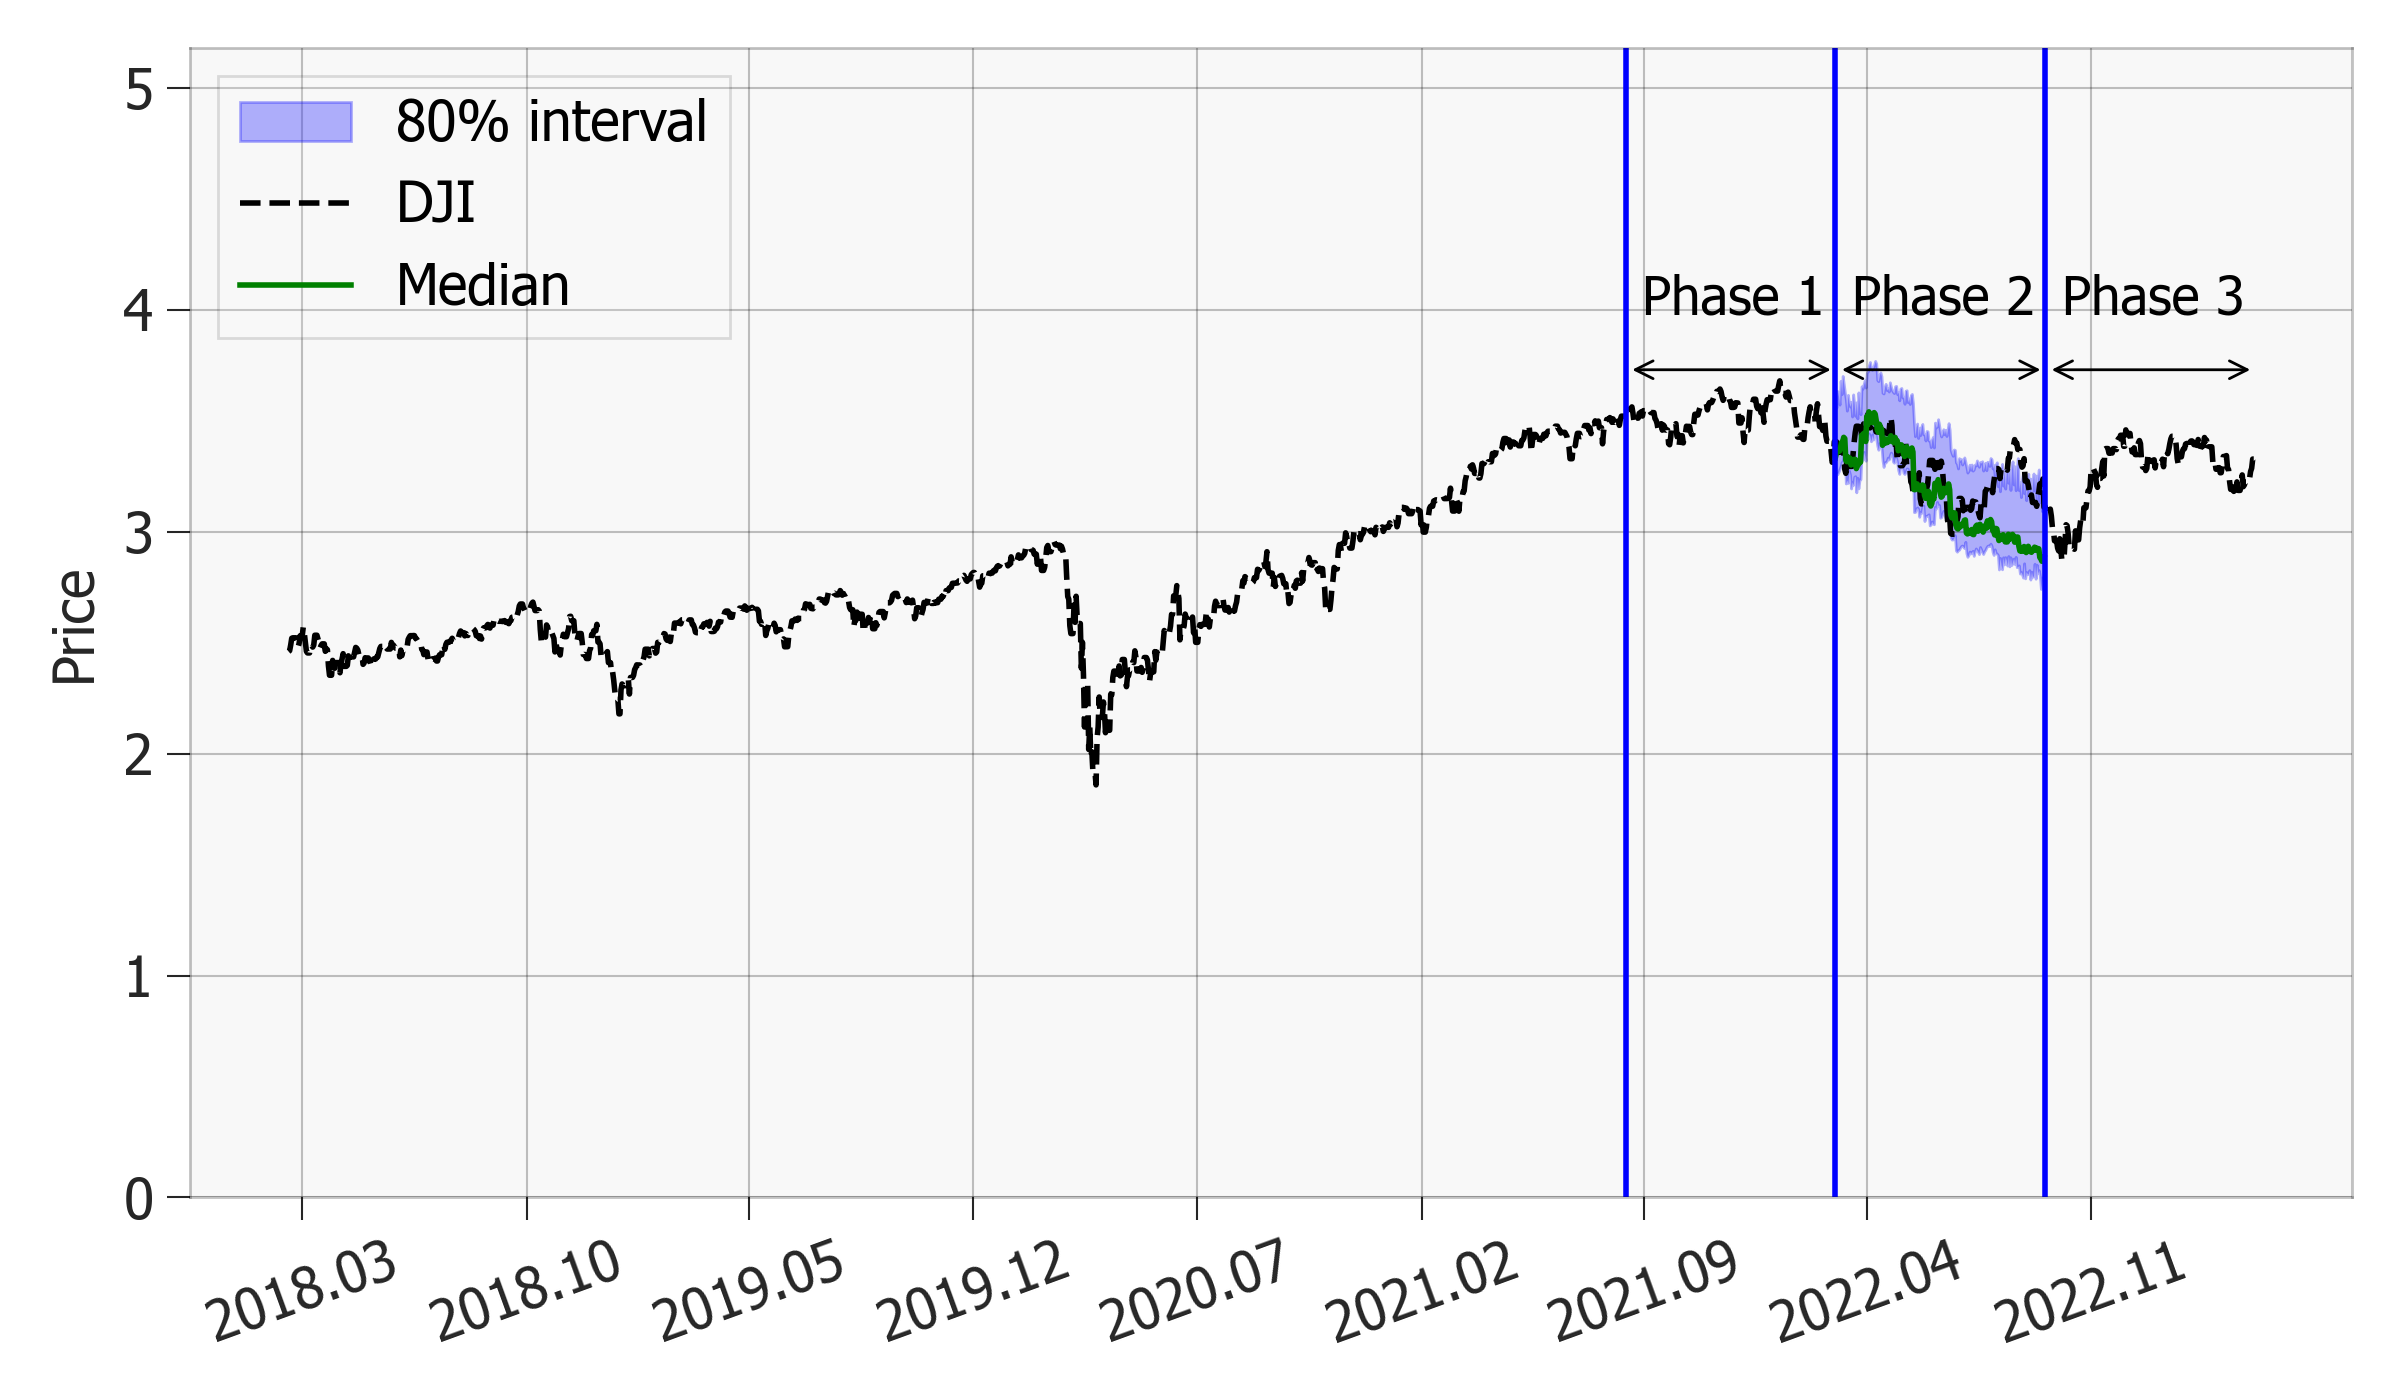 80% interval
DJI
Median
Phase 1
Phase 2
Phase 3
Price
5
4
3
2
1
0
2018.03
2018.10
2019.05
2019.12
2020.07
2021.02
2021.09
2022.04
2022.11